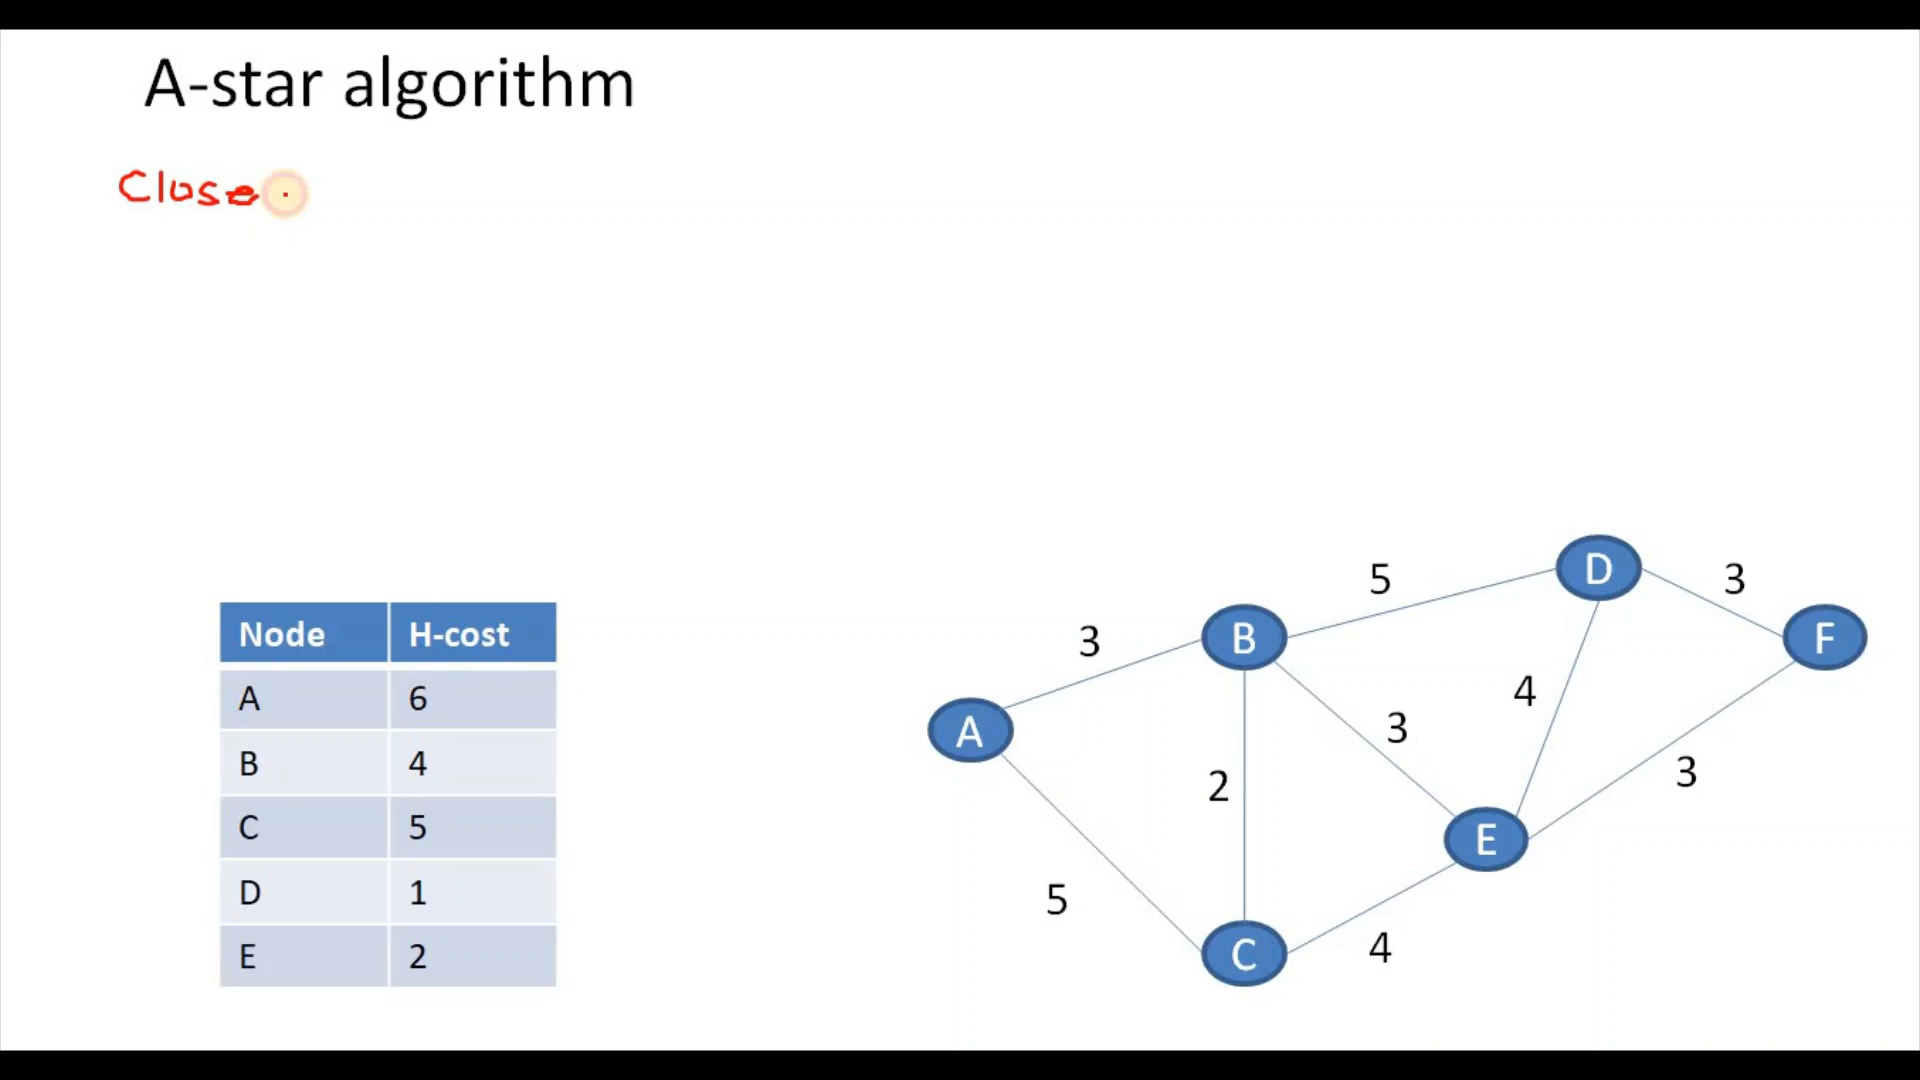 A-star algorithm
Close
Node H-cost
A 6
B 4
C 5
D 1
E 2
D
5
3
B
F
3
4
A
3
2
3
E
5
4
C